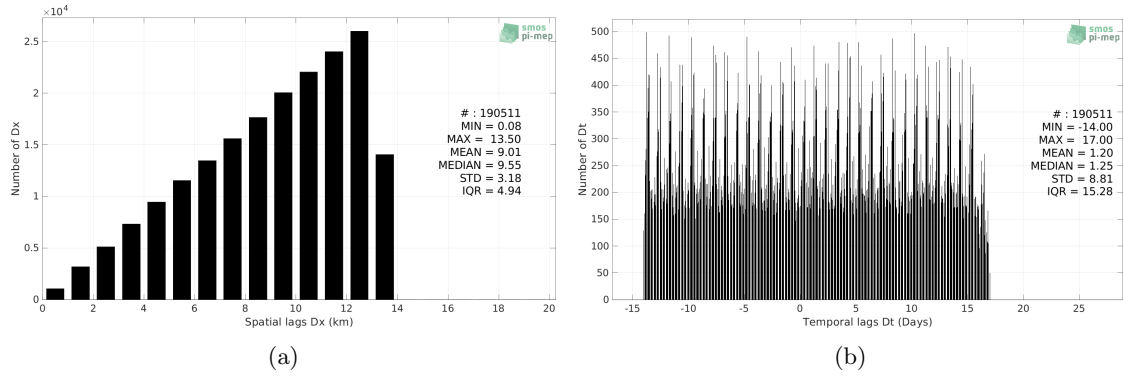 ×10⁴
2.5
2
1.5
1
0.5
0
0 2 4 6 8 10 12 14 16 18 20
Number of Dx
Spatial lags Dx (km)
smos
pi-mep
# : 190511
MIN = 0.08
MAX = 13.50
MEAN = 9.01
MEDIAN = 9.55
STD = 3.18
IQR = 4.94
(a)
500
450
400
350
300
250
200
150
100
50
0
-15 -10 -5 0 5 10 15 20 25
Number of Dt
Temporal lags Dt (Days)
smos
pi-mep
# : 190511
MIN = -14.00
MAX = 17.00
MEAN = 1.20
MEDIAN = 1.25
STD = 8.81
IQR = 15.28
(b)